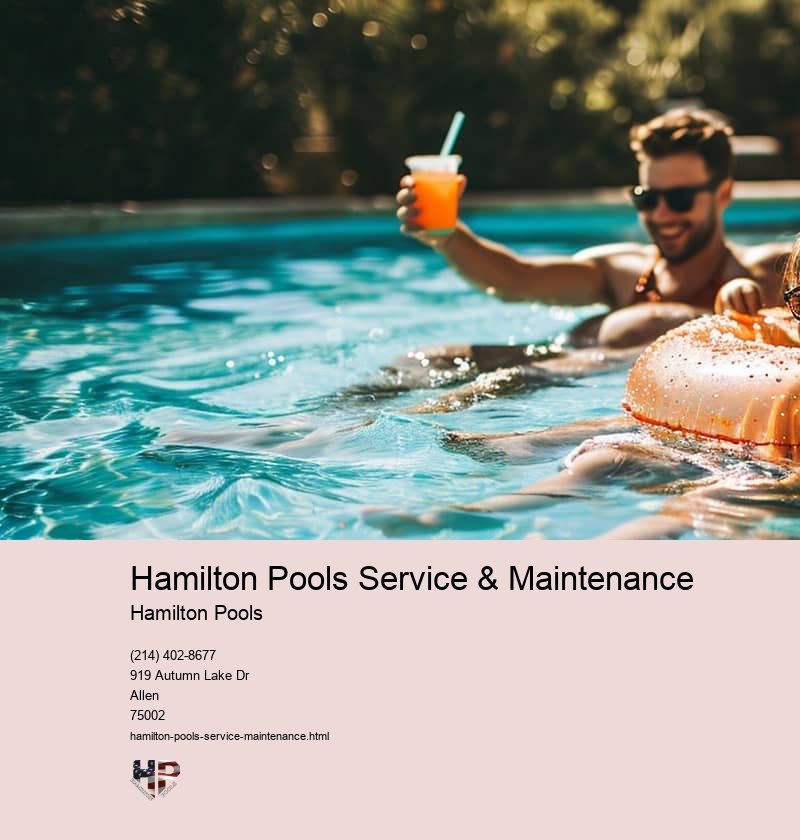 Hamilton Pools Service & Maintenance
Hamilton Pools
(214) 402-8677
919 Autumn Lake Dr
Allen
75002
hamilton-pools-service-maintenance.html
HP